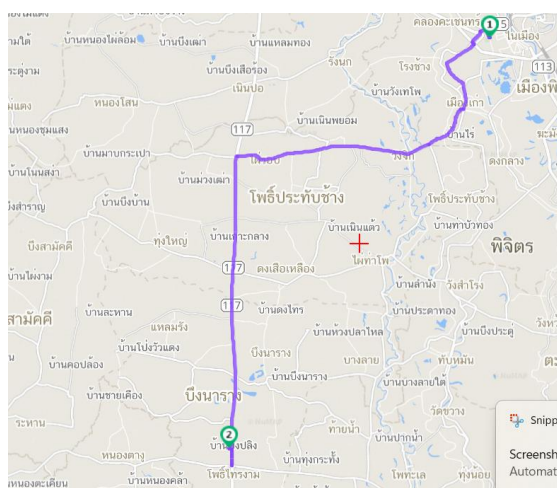 คลองคะเชนทร
1
5
ในเมือง
บ้านหนองไผ่ล้อม
บ้านบึงเฒ่า
บ้านแหลมทอง
รังนก
โรงช้าง
113
บ้านบึงเสือรอง
บ้านวังเทโพ
เมืองพิ
เนินปอ
หนองโสน
เมืองเก่า
บ้านเนินพยอม
บ้านหนองชุมแสง
117
บ้านไร่
บ้านมาบกระเปา
วังจิก
ดงกลาง
บ้านม่วงเฒ่า
โพธิ์ประทับช้าง
โพธิ์ประทับช้าง
บ้านบึงบ้าน
บึงสามัคคี
ทุ่งใหญ่
บ้านเนินแต้ว
บ้านท่าบัวทอง
พิจิตร
ไผ่ท่าโพ
117
ดงเสือเหลือง
บ้านไผ่งาม
บ้านลำนัง
วังสำโรง
บ้านละหาน
117
บ้านดงไทร
บ้านประดาทอง
สามัคคี
แหลมรัง
บ้านห้วงปลาไหล
บ้านบึงประดุ
บ้านโป่งวัวแดง
บึงนาราง
บางลาย
ทับหมัน
บ้านคอปล้อง
บ้านบึงนาราง
บ้านบางลายใต้
บ้านชายเคือง
บึงนาราง
วัดขวาง
ระหาน
ท้ายน้ำ
2
บ้านปากน้ำ
Snipp
หนองตางู
บ้านทุ่งกระทั้ง
โพธิ์ไทรงาม
Screensh
บ้านหนองตะเคียน
บ้านหนองคล้า
โพทะเล
ทุ่งน้อย
Automat